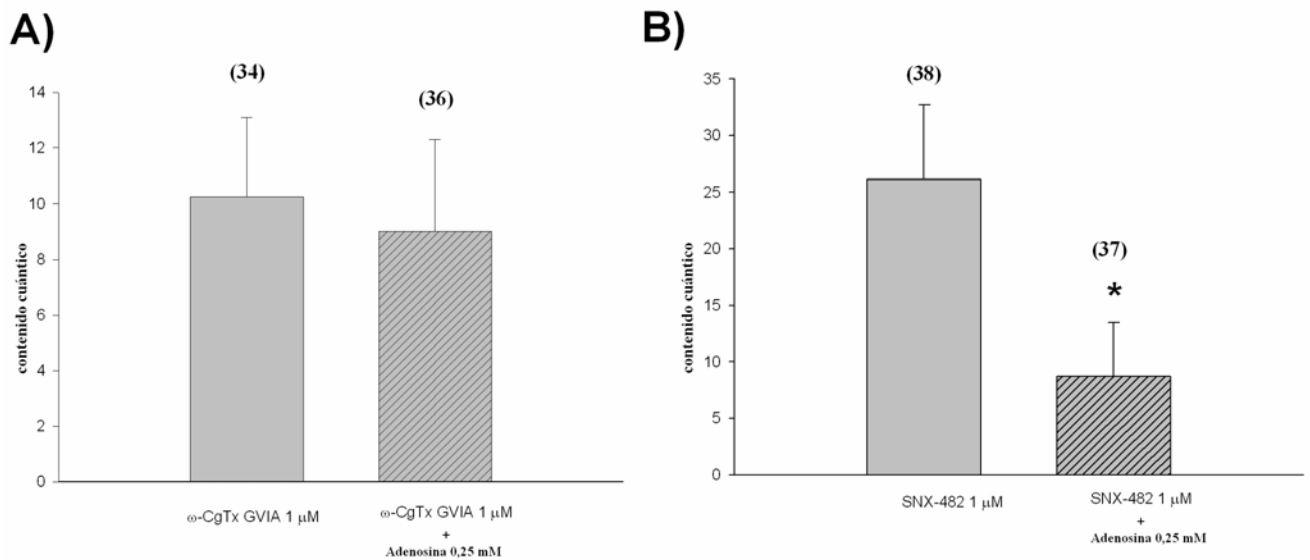 A)
(34)
(36)
14
12
10
8
6
4
2
0
contenido cuántico
ω-CgTx GVIA 1 μM
ω-CgTx GVIA 1 μM
+
Adenosina 0,25 mM
B)
(38)
(37)
*
35
30
25
20
15
10
5
0
contenido cuántico
SNX-482 1 μM
SNX-482 1 μM
+
Adenosina 0,25 mM